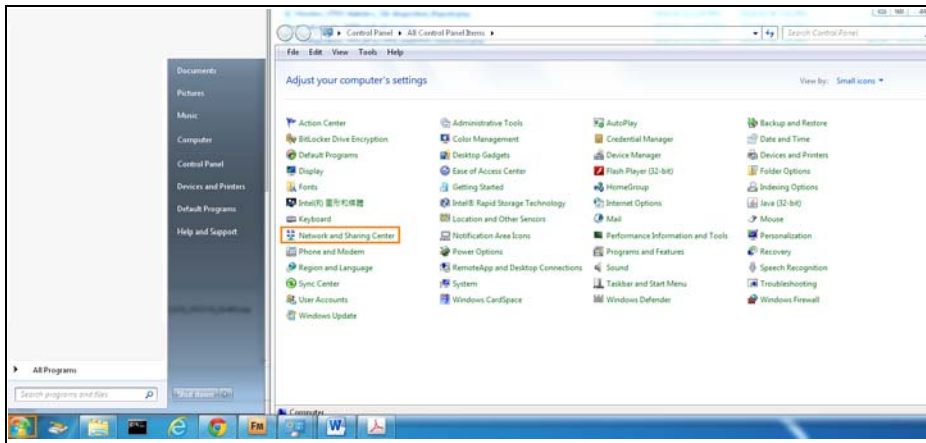 Control Panel ▸ All Control Panel Items ▸
Search Control Panel
File Edit View Tools Help
Adjust your computer's settings
View by: Small icons
Action Center
Administrative Tools
AutoPlay
Backup and Restore
BitLocker Drive Encryption
Color Management
Credential Manager
Date and Time
Default Programs
Desktop Gadgets
Device Manager
Devices and Printers
Display
Ease of Access Center
Flash Player (32-bit)
Folder Options
Fonts
Getting Started
HomeGroup
Indexing Options
Intel(R) 圖形和媒體
Intel® Rapid Storage Technology
Internet Options
Java (32-bit)
Keyboard
Location and Other Sensors
Mail
Mouse
Network and Sharing Center
Notification Area Icons
Performance Information and Tools
Personalization
Phone and Modem
Power Options
Programs and Features
Recovery
Region and Language
RemoteApp and Desktop Connections
Sound
Speech Recognition
Sync Center
System
Taskbar and Start Menu
Troubleshooting
User Accounts
Windows CardSpace
Windows Defender
Windows Firewall
Windows Update
Documents
Pictures
Music
Computer
Control Panel
Devices and Printers
Default Programs
Help and Support
All Programs
Search programs and files
Shut down
Computer
FM
W